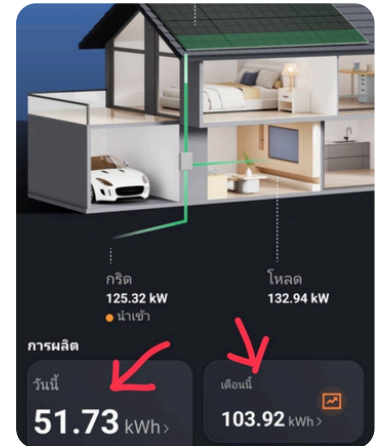 กริด
125.32 kW
นำเข้า
โหลด
132.94 kW
การผลิต
วันนี้
51.73 kWh >
เดือนนี้
103.92 kWh >